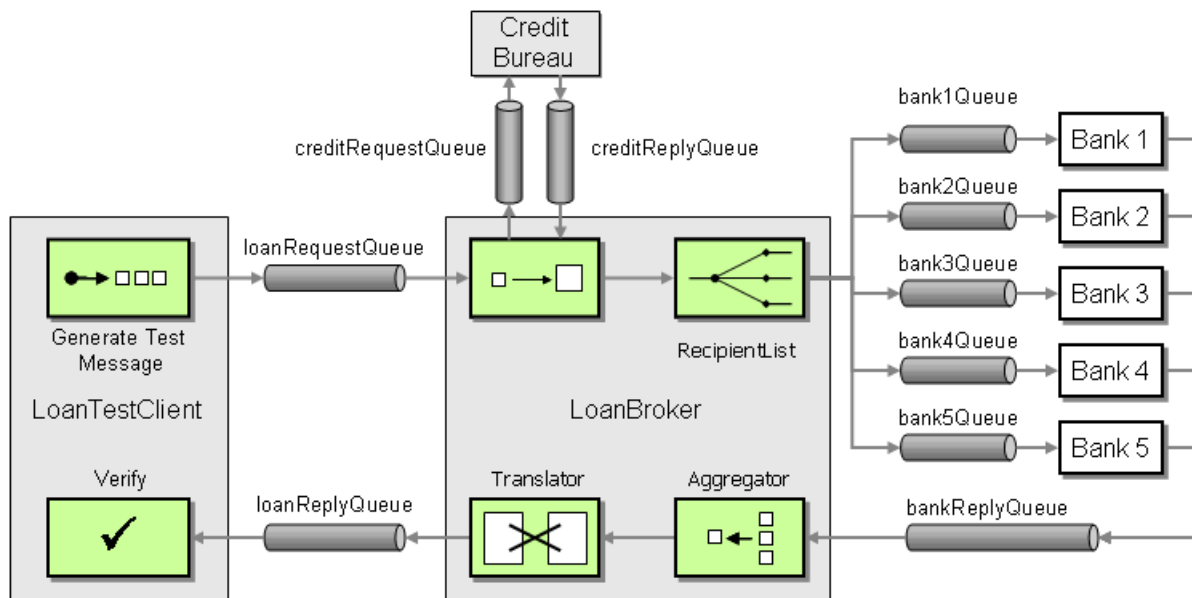 Credit
Bureau
creditRequestQueue
creditReplyQueue
bank1Queue
Bank 1
bank2Queue
Bank 2
bank3Queue
Bank 3
bank4Queue
Bank 4
bank5Queue
Bank 5
loanRequestQueue
Generate Test
Message
RecipientList
LoanTestClient
LoanBroker
Verify
loanReplyQueue
Translator
Aggregator
bankReplyQueue